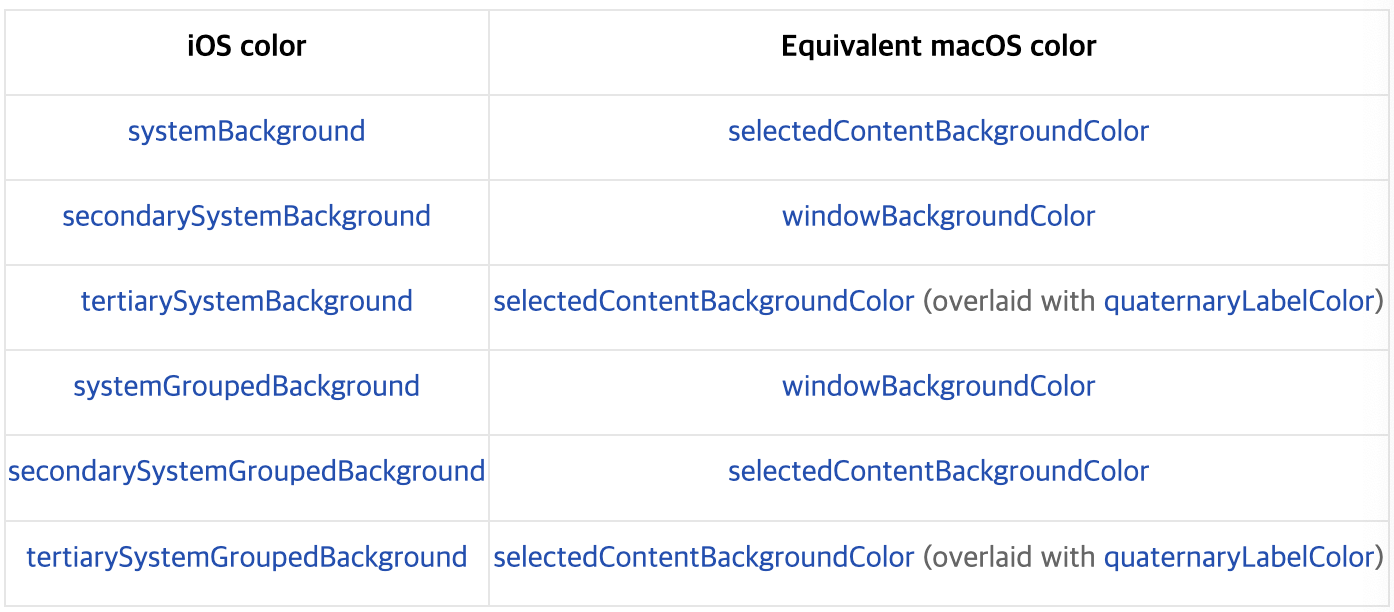 iOS color Equivalent macOS color
systemBackground selectedContentBackgroundColor
secondarySystemBackground windowBackgroundColor
tertiarySystemBackground selectedContentBackgroundColor (overlaid with quaternaryLabelColor)
systemGroupedBackground windowBackgroundColor
secondarySystemGroupedBackground selectedContentBackgroundColor
tertiarySystemGroupedBackground selectedContentBackgroundColor (overlaid with quaternaryLabelColor)